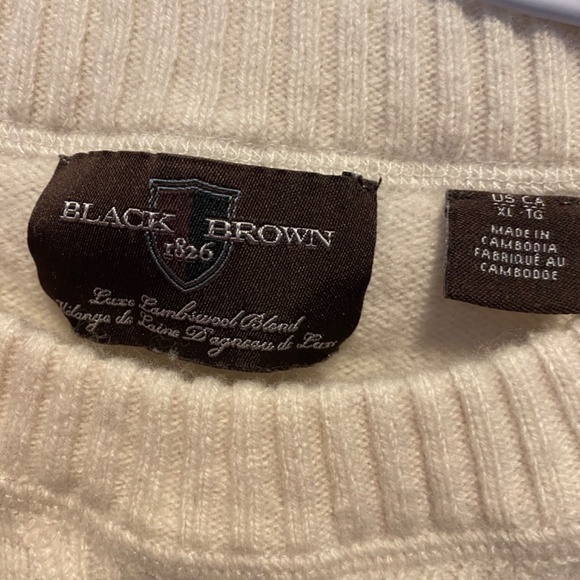 BLACK BROWN
1826
Luxe Lambswool Blend
Mélange de Laine D'agneau de Luxe
US CA
XL - TG
MADE IN
CAMBODIA
FABRIQUÉ AU
CAMBODGE